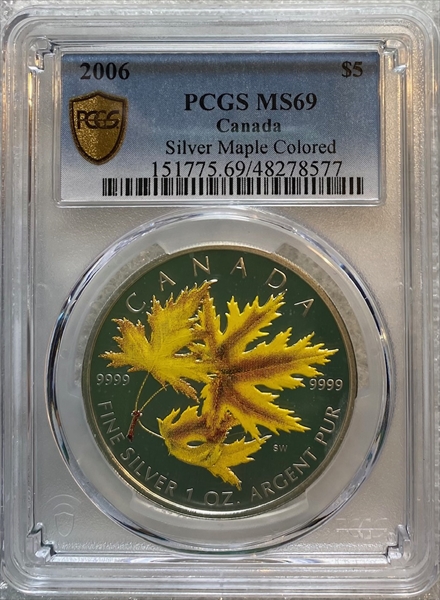 2006 $5
PCGS PCGS MS69
Canada
Silver Maple Colored
151775.69/48278577
CANADA
9999 9999
SW
FINE SILVER 1 OZ. ARGENT PUR